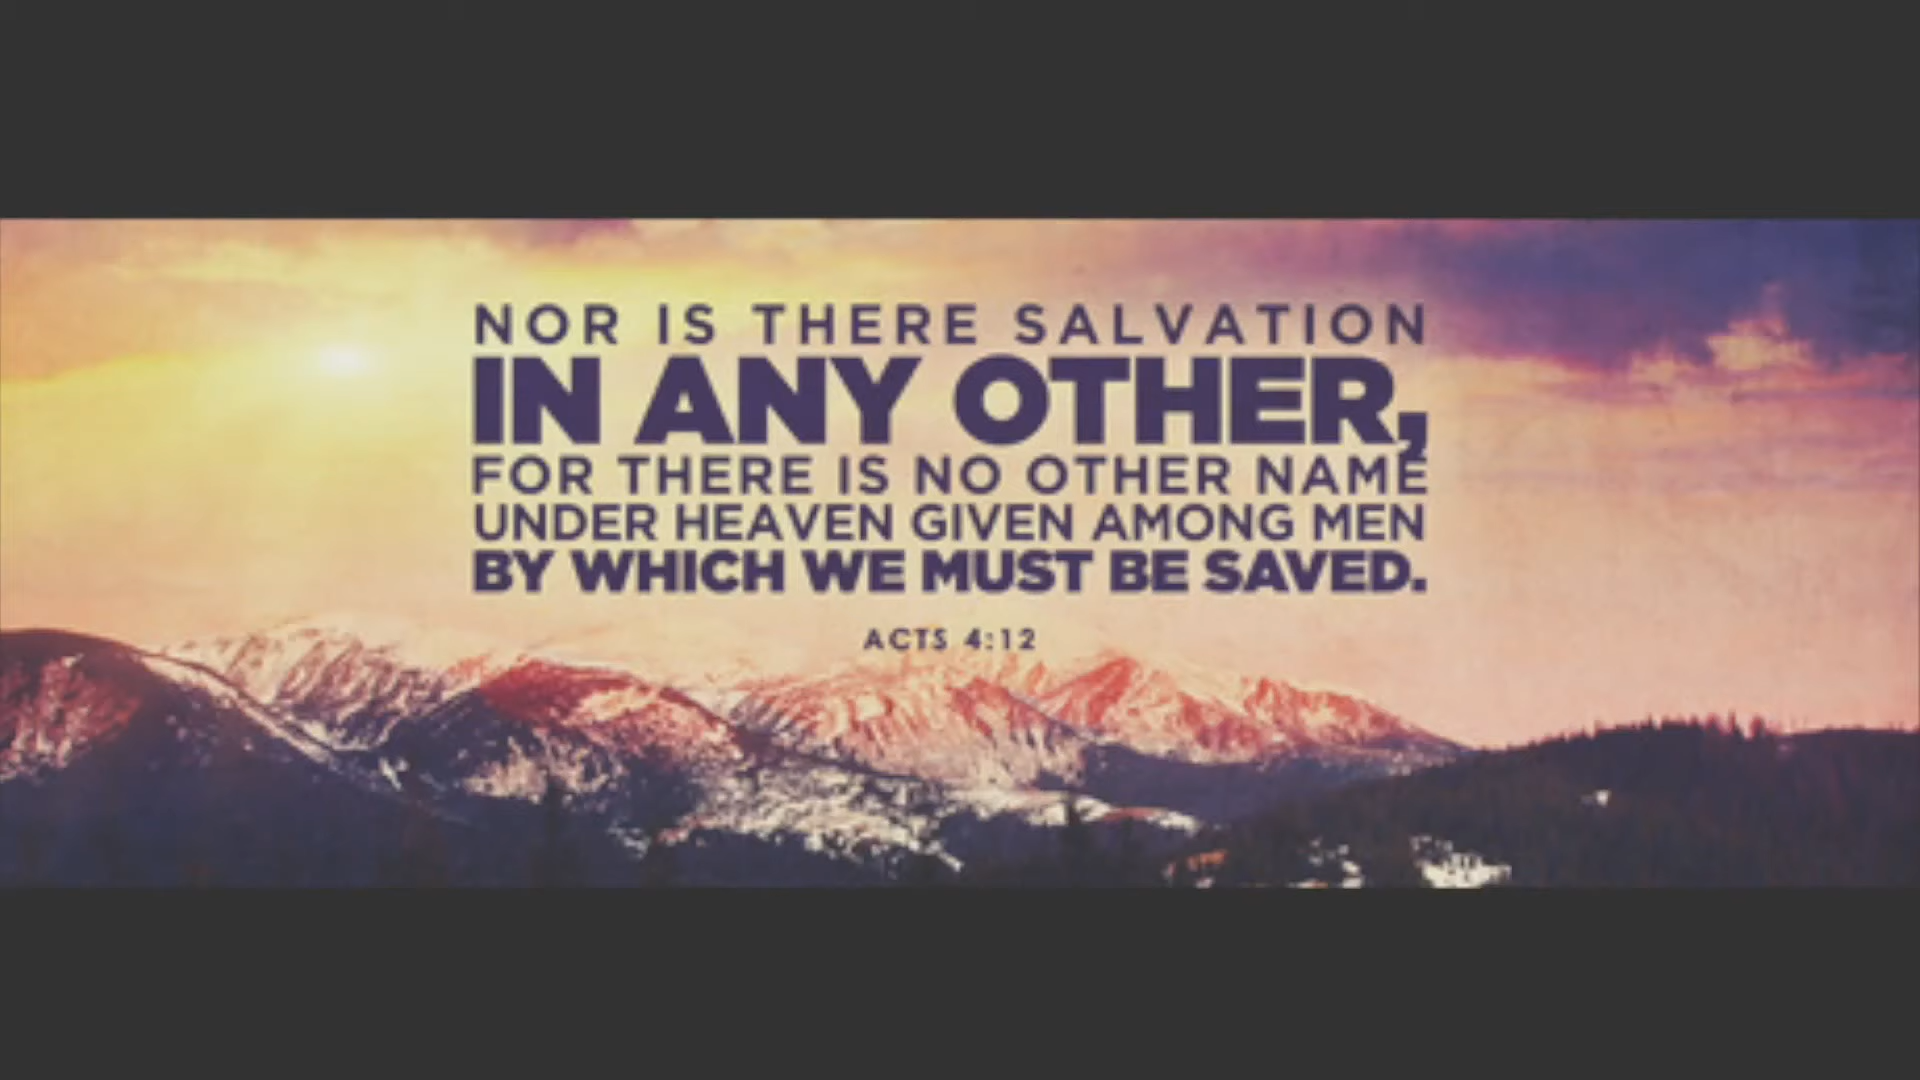 NOR IS THERE SALVATION
IN ANY OTHER,
FOR THERE IS NO OTHER NAME
UNDER HEAVEN GIVEN AMONG MEN
BY WHICH WE MUST BE SAVED.
ACTS 4:12